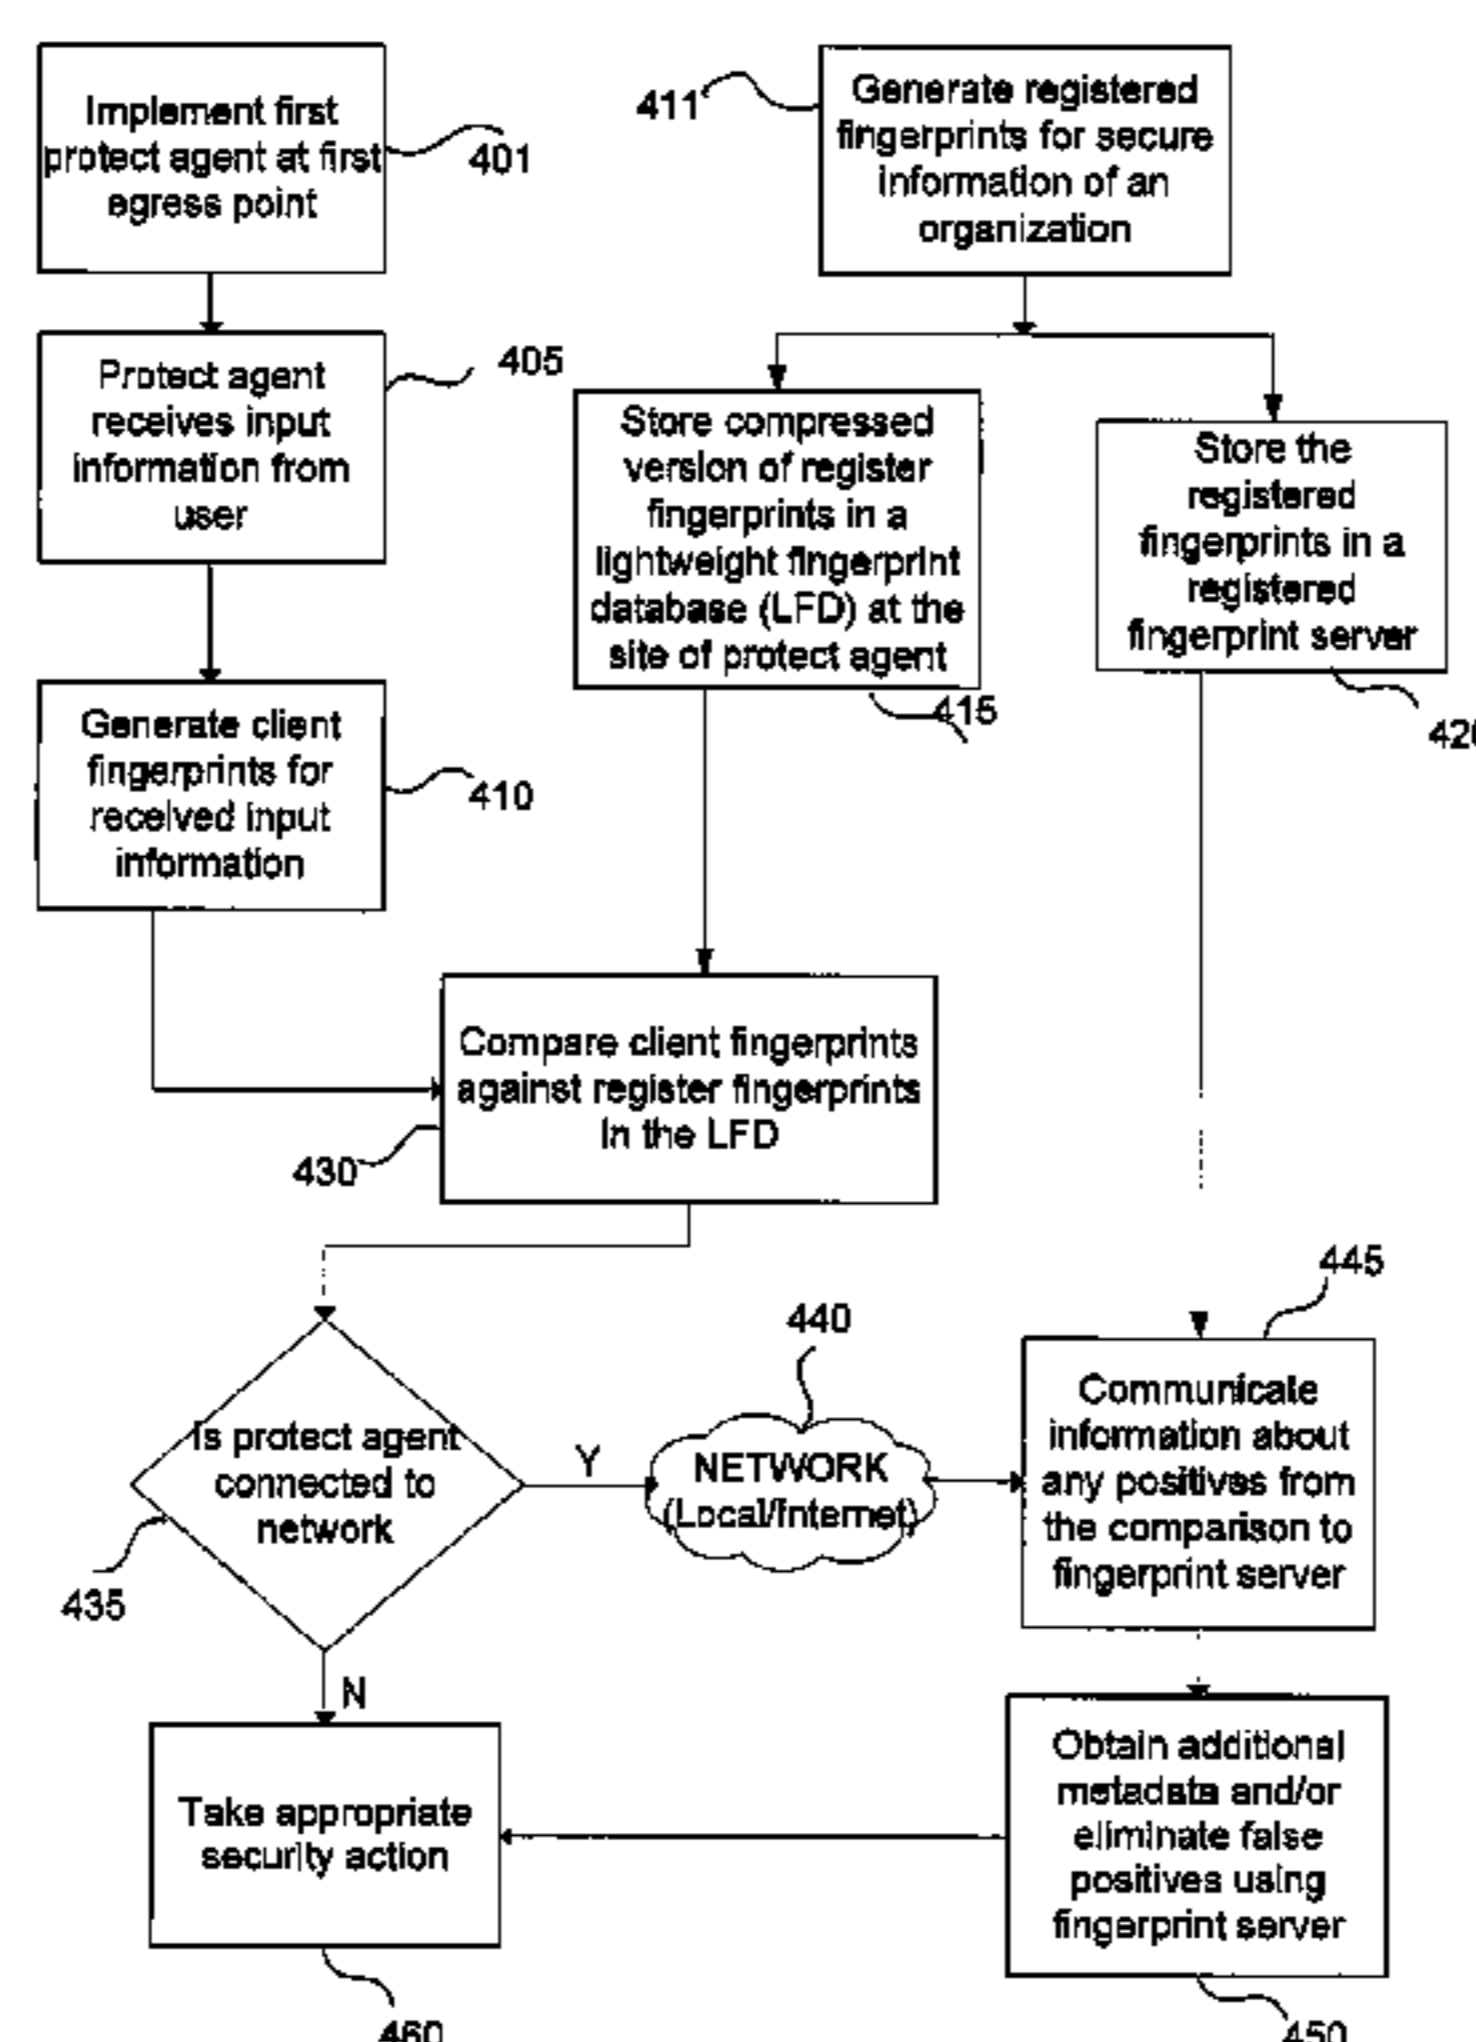 Implement first
protect agent at first
egress point
401
Generate registered
fingerprints for secure
information of an
organization
411
Protect agent
receives input
information from
user
405
Store compressed
version of register
fingerprints in a
lightweight fingerprint
database (LFD) at the
site of protect agent
415
Store the
registered
fingerprints in a
registered
fingerprint server
420
Generate client
fingerprints for
received input
information
410
Compare client fingerprints
against register fingerprints
in the LFD
430
Is protect agent
connected to
network
435
Y
N
440
NETWORK
(Local/Internet)
445
Communicate
information about
any positives from
the comparison to
fingerprint server
Take appropriate
security action
460
Obtain additional
metadata and/or
eliminate false
positives using
fingerprint server
450